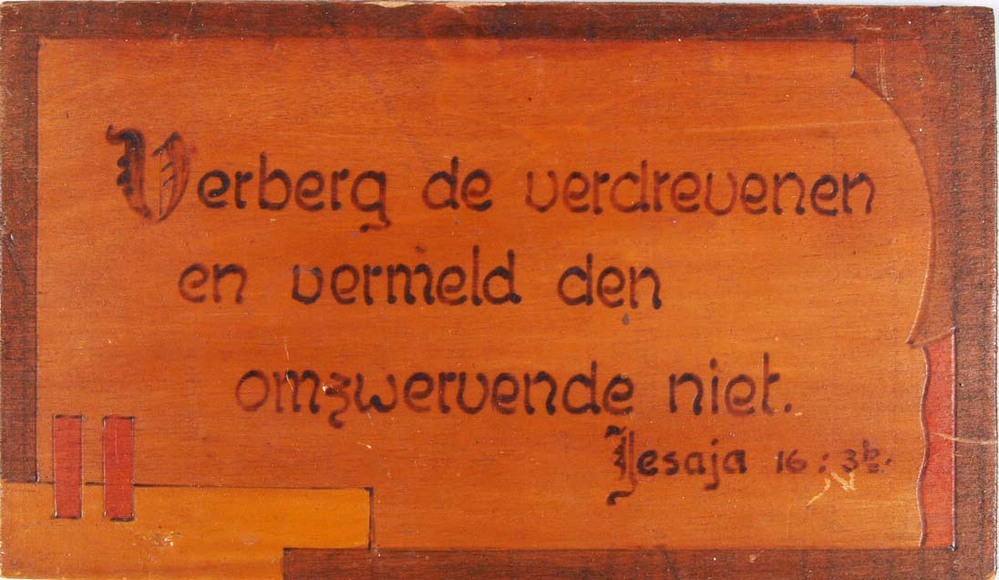 Verberg de verdrevenen
en vermeld den
omzwervende niet.
Jesaja 16:3b.